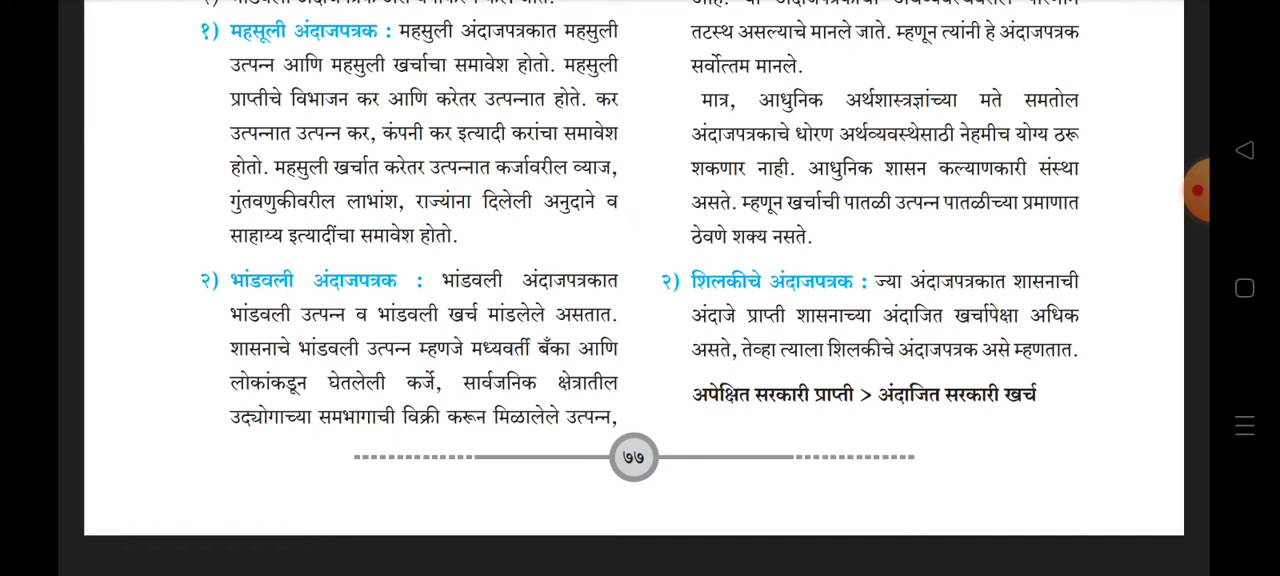 १) महसूली अंदाजपत्रक : महसुली अंदाजपत्रकात महसुली
उत्पन्न आणि महसुली खर्चाचा समावेश होतो. महसुली
प्राप्तीचे विभाजन कर आणि करेतर उत्पन्नात होते. कर
उत्पन्नात उत्पन्न कर, कंपनी कर इत्यादी करांचा समावेश
होतो. महसुली खर्चात करेतर उत्पन्नात कर्जावरील व्याज,
गुंतवणुकीवरील लाभांश, राज्यांना दिलेली अनुदाने व
साहाय्य इत्यादींचा समावेश होतो.
२) भांडवली अंदाजपत्रक : भांडवली अंदाजपत्रकात
भांडवली उत्पन्न व भांडवली खर्च मांडलेले असतात.
शासनाचे भांडवली उत्पन्न म्हणजे मध्यवर्ती बँका आणि
लोकांकडून घेतलेली कर्जे, सार्वजनिक क्षेत्रातील
उद्योगाच्या समभागाची विक्री करून मिळालेले उत्पन्न,
तटस्थ असल्याचे मानले जाते. म्हणून त्यांनी हे अंदाजपत्रक
सर्वोत्तम मानले.
मात्र, आधुनिक अर्थशास्त्रज्ञांच्या मते समतोल
अंदाजपत्रकाचे धोरण अर्थव्यवस्थेसाठी नेहमीच योग्य ठरू
शकणार नाही. आधुनिक शासन कल्याणकारी संस्था
असते. म्हणून खर्चाची पातळी उत्पन्न पातळीच्या प्रमाणात
ठेवणे शक्य नसते.
२) शिलकीचे अंदाजपत्रक : ज्या अंदाजपत्रकात शासनाची
अंदाजे प्राप्ती शासनाच्या अंदाजित खर्चापेक्षा अधिक
असते, तेव्हा त्याला शिलकीचे अंदाजपत्रक असे म्हणतात.
अपेक्षित सरकारी प्राप्ती > अंदाजित सरकारी खर्च
७७